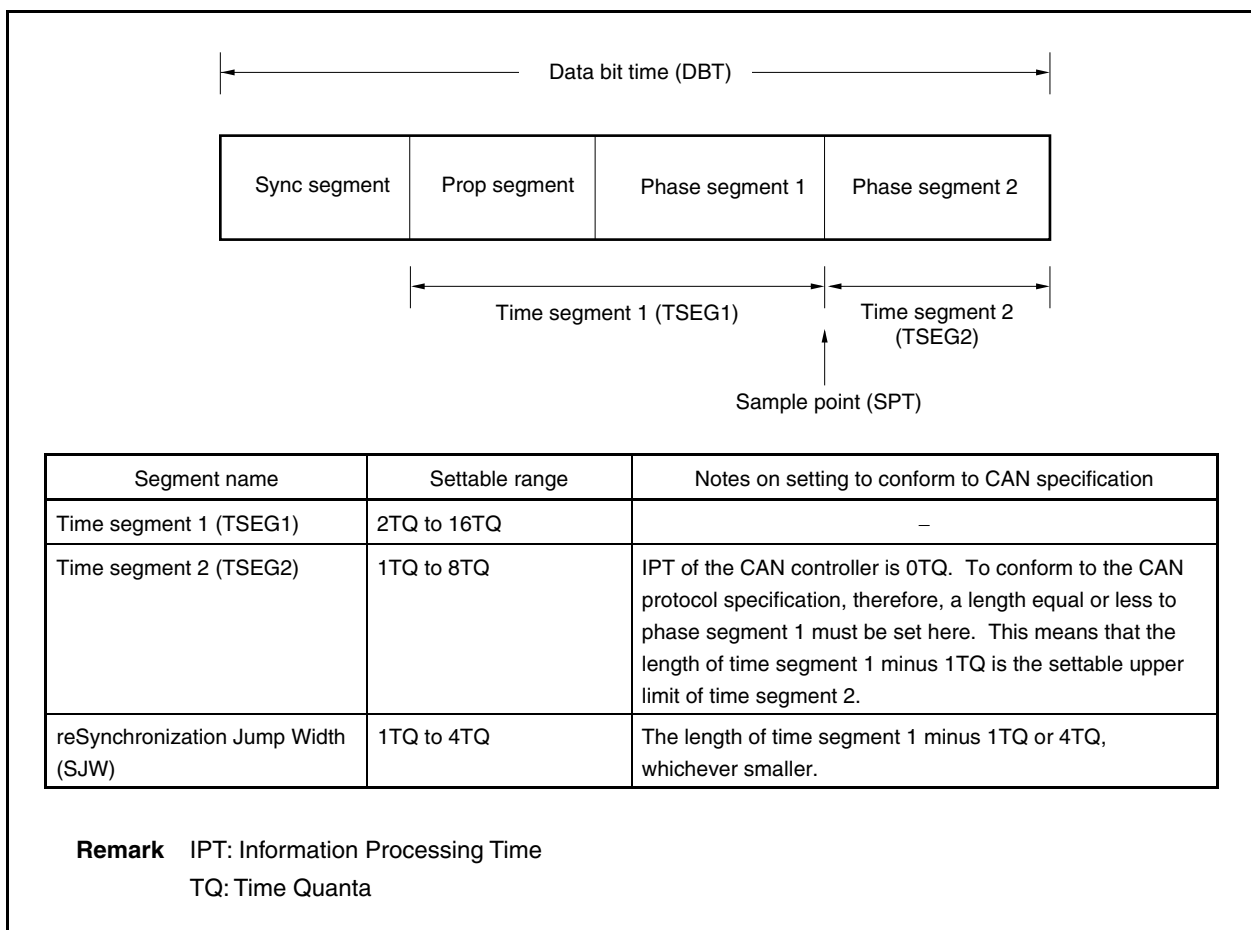 Data bit time (DBT)
Sync segment
Prop segment
Phase segment 1
Phase segment 2
Time segment 1 (TSEG1)
Time segment 2
(TSEG2)
Sample point (SPT)
Segment name
Settable range
Notes on setting to conform to CAN specification
Time segment 1 (TSEG1)
2TQ to 16TQ
–
Time segment 2 (TSEG2)
1TQ to 8TQ
IPT of the CAN controller is 0TQ. To conform to the CAN
protocol specification, therefore, a length equal or less to
phase segment 1 must be set here. This means that the
length of time segment 1 minus 1TQ is the settable upper
limit of time segment 2.
reSynchronization Jump Width
(SJW)
1TQ to 4TQ
The length of time segment 1 minus 1TQ or 4TQ,
whichever smaller.
Remark IPT: Information Processing Time
TQ: Time Quanta